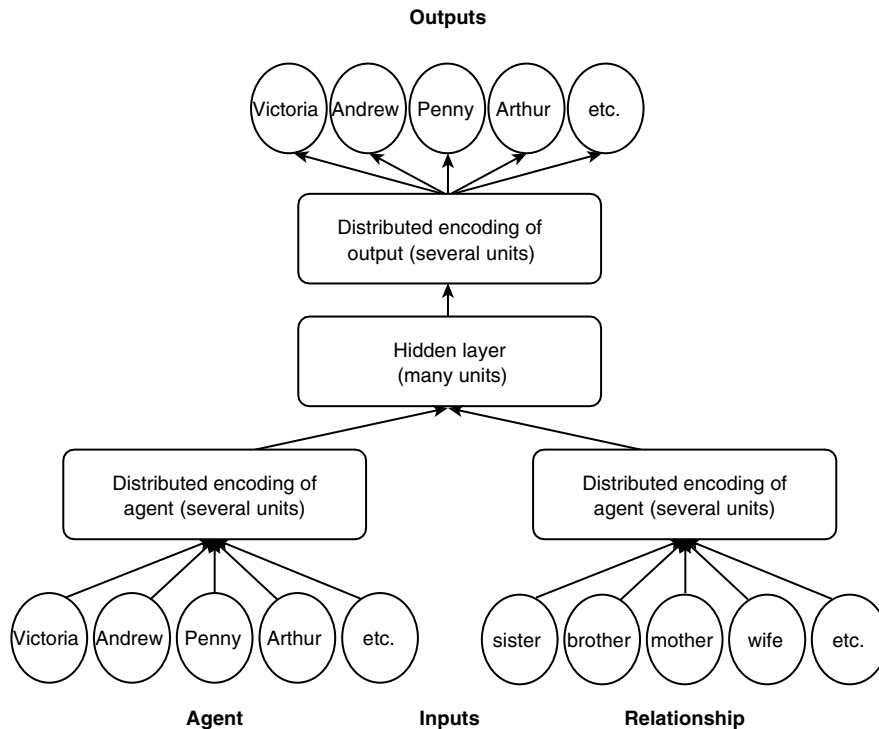 Outputs
Victoria Andrew Penny Arthur etc.
Distributed encoding of
output (several units)
Hidden layer
(many units)
Distributed encoding of
agent (several units)
Distributed encoding of
agent (several units)
Victoria Andrew Penny Arthur etc.
sister brother mother wife etc.
Agent Inputs Relationship